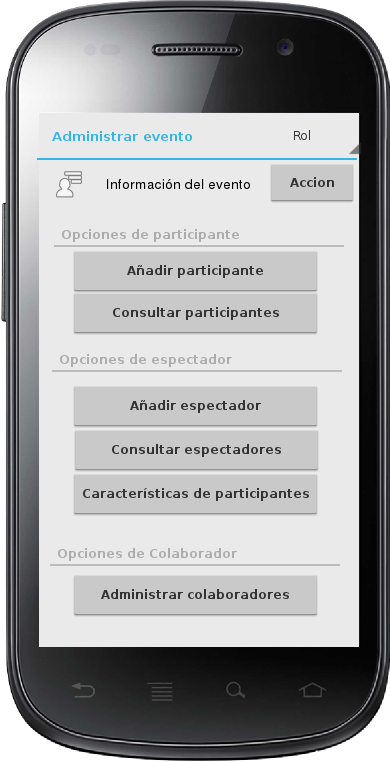 Administrar evento
Rol
Información del evento
Accion
Opciones de participante
Añadir participante
Consultar participantes
Opciones de espectador
Añadir espectador
Consultar espectadores
Características de participantes
Opciones de Colaborador
Administrar colaboradores